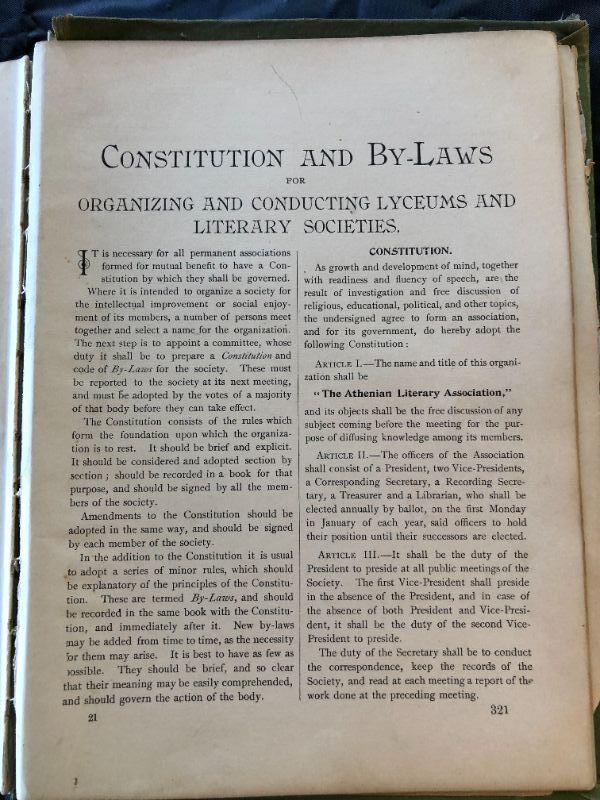 CONSTITUTION AND BY-LAWS
FOR
ORGANIZING AND CONDUCTING LYCEUMS AND
LITERARY SOCIETIES.
IT is necessary for all permanent associations
formed for mutual benefit to have a Con-
stitution by which they shall be governed.
Where it is intended to organize a society for
the intellectual improvement or social enjoy-
ment of its members, a number of persons meet
together and select a name for the organization.
The next step is to appoint a committee, whose
duty it shall be to prepare a Constitution and
code of By-Laws for the society. These must
be reported to the society at its next meeting,
and must be adopted by the votes of a majority
of that body before they can take effect.
The Constitution consists of the rules which
form the foundation upon which the organiza-
tion is to rest. It should be brief and explicit.
It should be considered and adopted section by
section; should be recorded in a book for that
purpose, and should be signed by all the mem-
bers of the society.
Amendments to the Constitution should be
adopted in the same way, and should be signed
by each member of the society.
In the addition to the Constitution it is usual
to adopt a series of minor rules, which should
be explanatory of the principles of the Constitu-
tion. These are termed By-Laws, and should
be recorded in the same book with the Constitu-
tion, and immediately after it. New by-laws
may be added from time to time, as the necessity
for them may arise. It is best to have as few as
possible. They should be brief, and so clear
that their meaning may be easily comprehended,
and should govern the action of the body.
21
CONSTITUTION.
As growth and development of mind, together
with readiness and fluency of speech, are the
result of investigation and free discussion of
religious, educational, political, and other topics,
the undersigned agree to form an association,
and for its government, do hereby adopt the
following Constitution:
ARTICLE I.—The name and title of this organi-
zation shall be
"The Athenian Literary Association,"
and its objects shall be the free discussion of any
subject coming before the meeting for the pur-
pose of diffusing knowledge among its members.
ARTICLE II.—The officers of the Association
shall consist of a President, two Vice-Presidents,
a Corresponding Secretary, a Recording Secre-
tary, a Treasurer and a Librarian, who shall be
elected annually by ballot, on the first Monday
in January of each year, said officers to hold
their position until their successors are elected.
ARTICLE III.—It shall be the duty of the
President to preside at all public meetings of the
Society. The first Vice-President shall preside
in the absence of the President, and in case of
the absence of both President and Vice-Presi-
dent, it shall be the duty of the second Vice-
President to preside.
The duty of the Secretary shall be to conduct
the correspondence, keep the records of the
Society, and read at each meeting a report of the
work done at the preceding meeting.
321